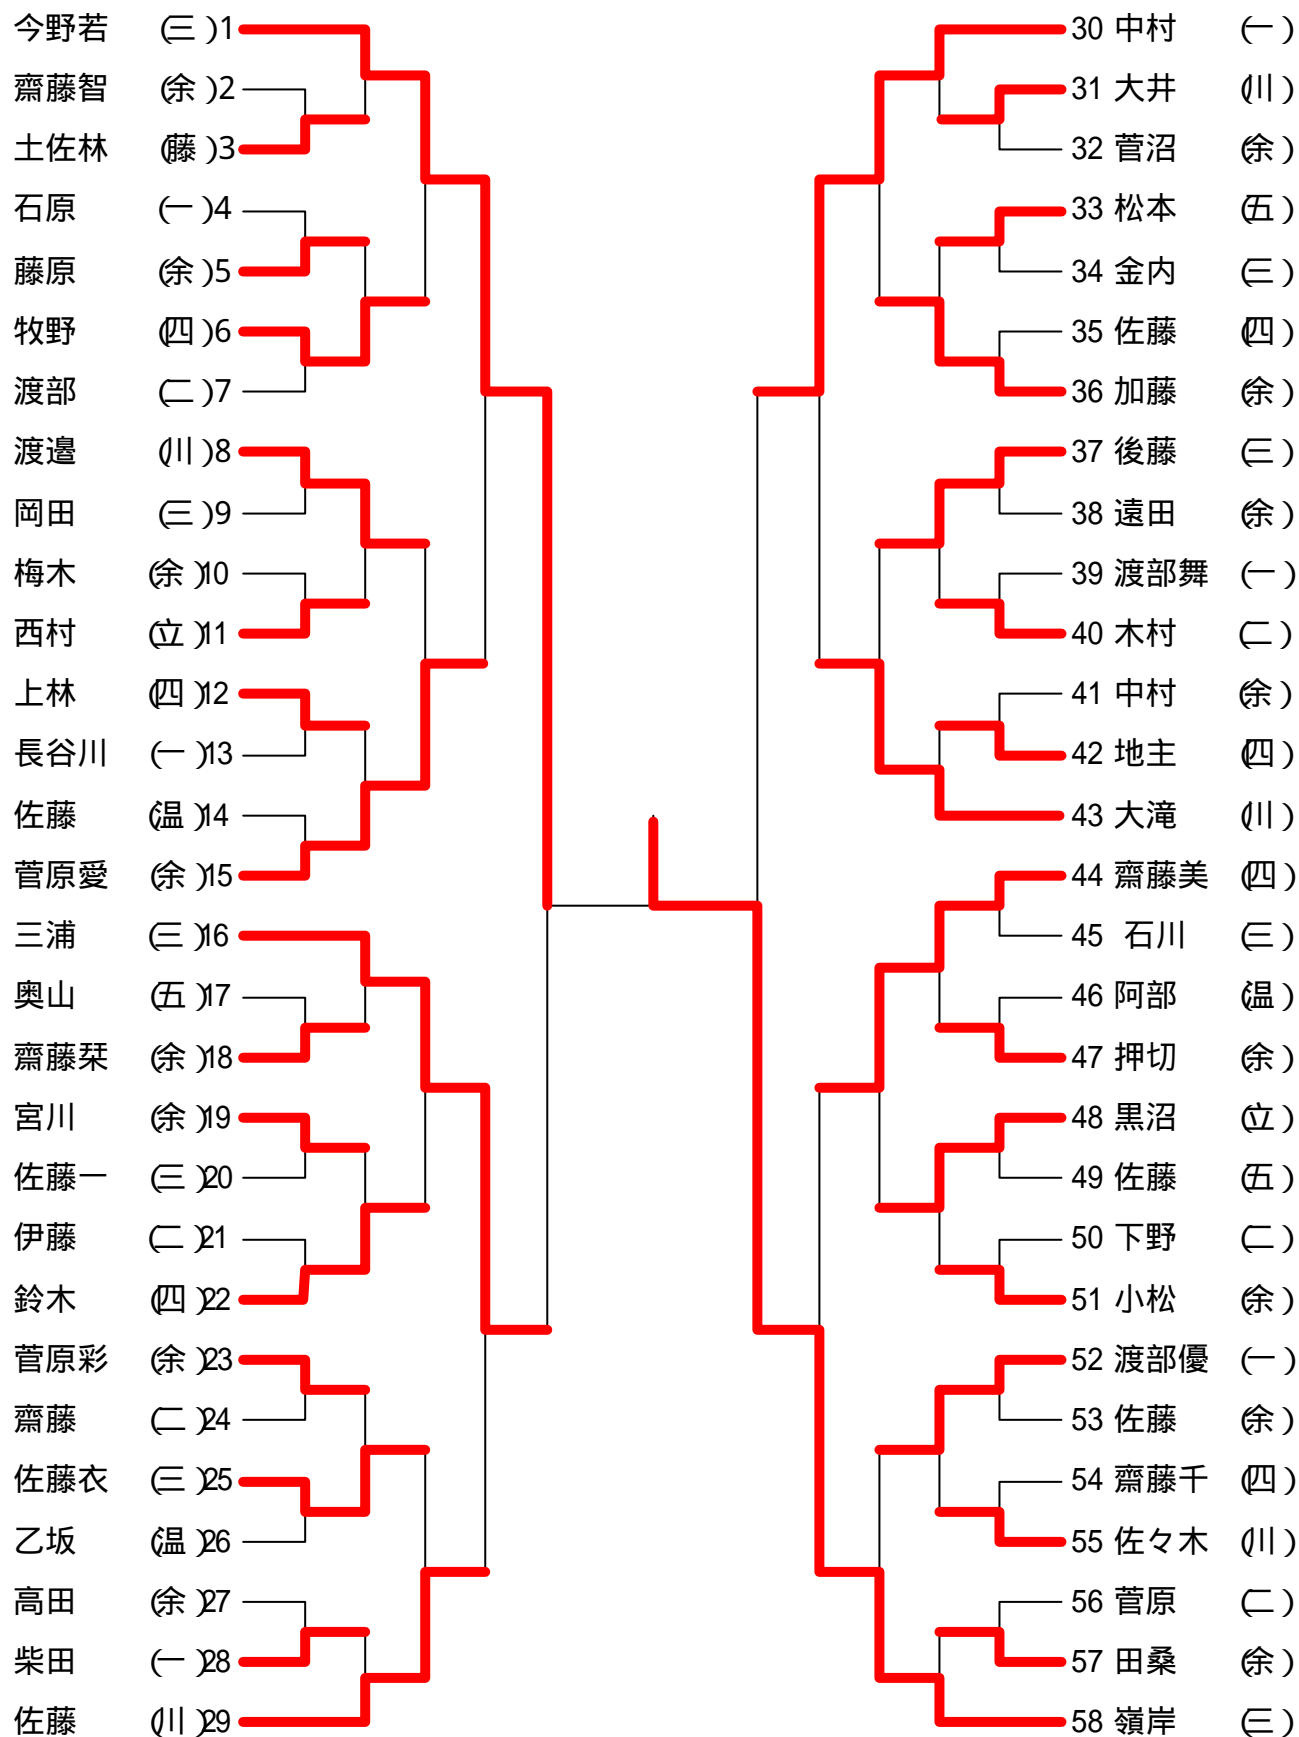 今野若 (三)1
齋藤智 (余)2
土佐林 (藤)3
石原 (一)4
藤原 (余)5
牧野 (四)6
渡部 (二)7
渡邉 (川)8
岡田 (三)9
梅木 (余)10
西村 (立)11
上林 (四)12
長谷川 (一)13
佐藤 (温)14
菅原愛 (余)15
三浦 (三)16
奥山 (五)17
齋藤栞 (余)18
宮川 (余)19
佐藤一 (三)20
伊藤 (二)21
鈴木 (四)22
菅原彩 (余)23
齋藤 (二)24
佐藤衣 (三)25
乙坂 (温)26
高田 (余)27
柴田 (一)28
佐藤 (川)29
30 中村 (一)
31 大井 (川)
32 菅沼 (余)
33 松本 (五)
34 金内 (三)
35 佐藤 (四)
36 加藤 (余)
37 後藤 (三)
38 遠田 (余)
39 渡部舞 (一)
40 木村 (二)
41 中村 (余)
42 地主 (四)
43 大滝 (川)
44 齋藤美 (四)
45 石川 (三)
46 阿部 (温)
47 押切 (余)
48 黒沼 (立)
49 佐藤 (五)
50 下野 (二)
51 小松 (余)
52 渡部優 (一)
53 佐藤 (余)
54 齋藤千 (四)
55 佐々木 (川)
56 菅原 (二)
57 田桑 (余)
58 嶺岸 (三)